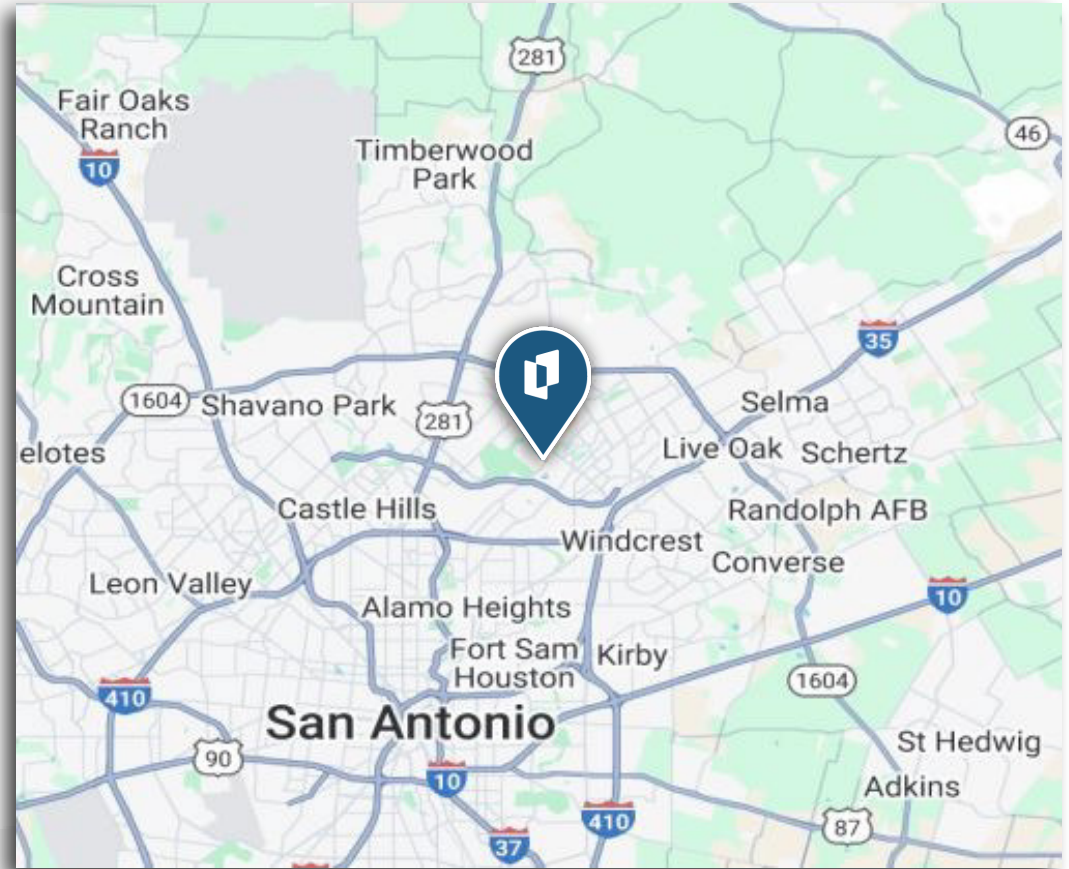 281
Fair Oaks
Ranch
46
Timberwood
Park
10
Cross
Mountain
35
1604
Shavano Park
281
Selma
elotes
Live Oak
Schertz
Castle Hills
Randolph AFB
Windcrest
Converse
Leon Valley
10
Alamo Heights
Fort Sam
Houston
Kirby
410
1604
San Antonio
90
St Hedwig
10
Adkins
410
87
37